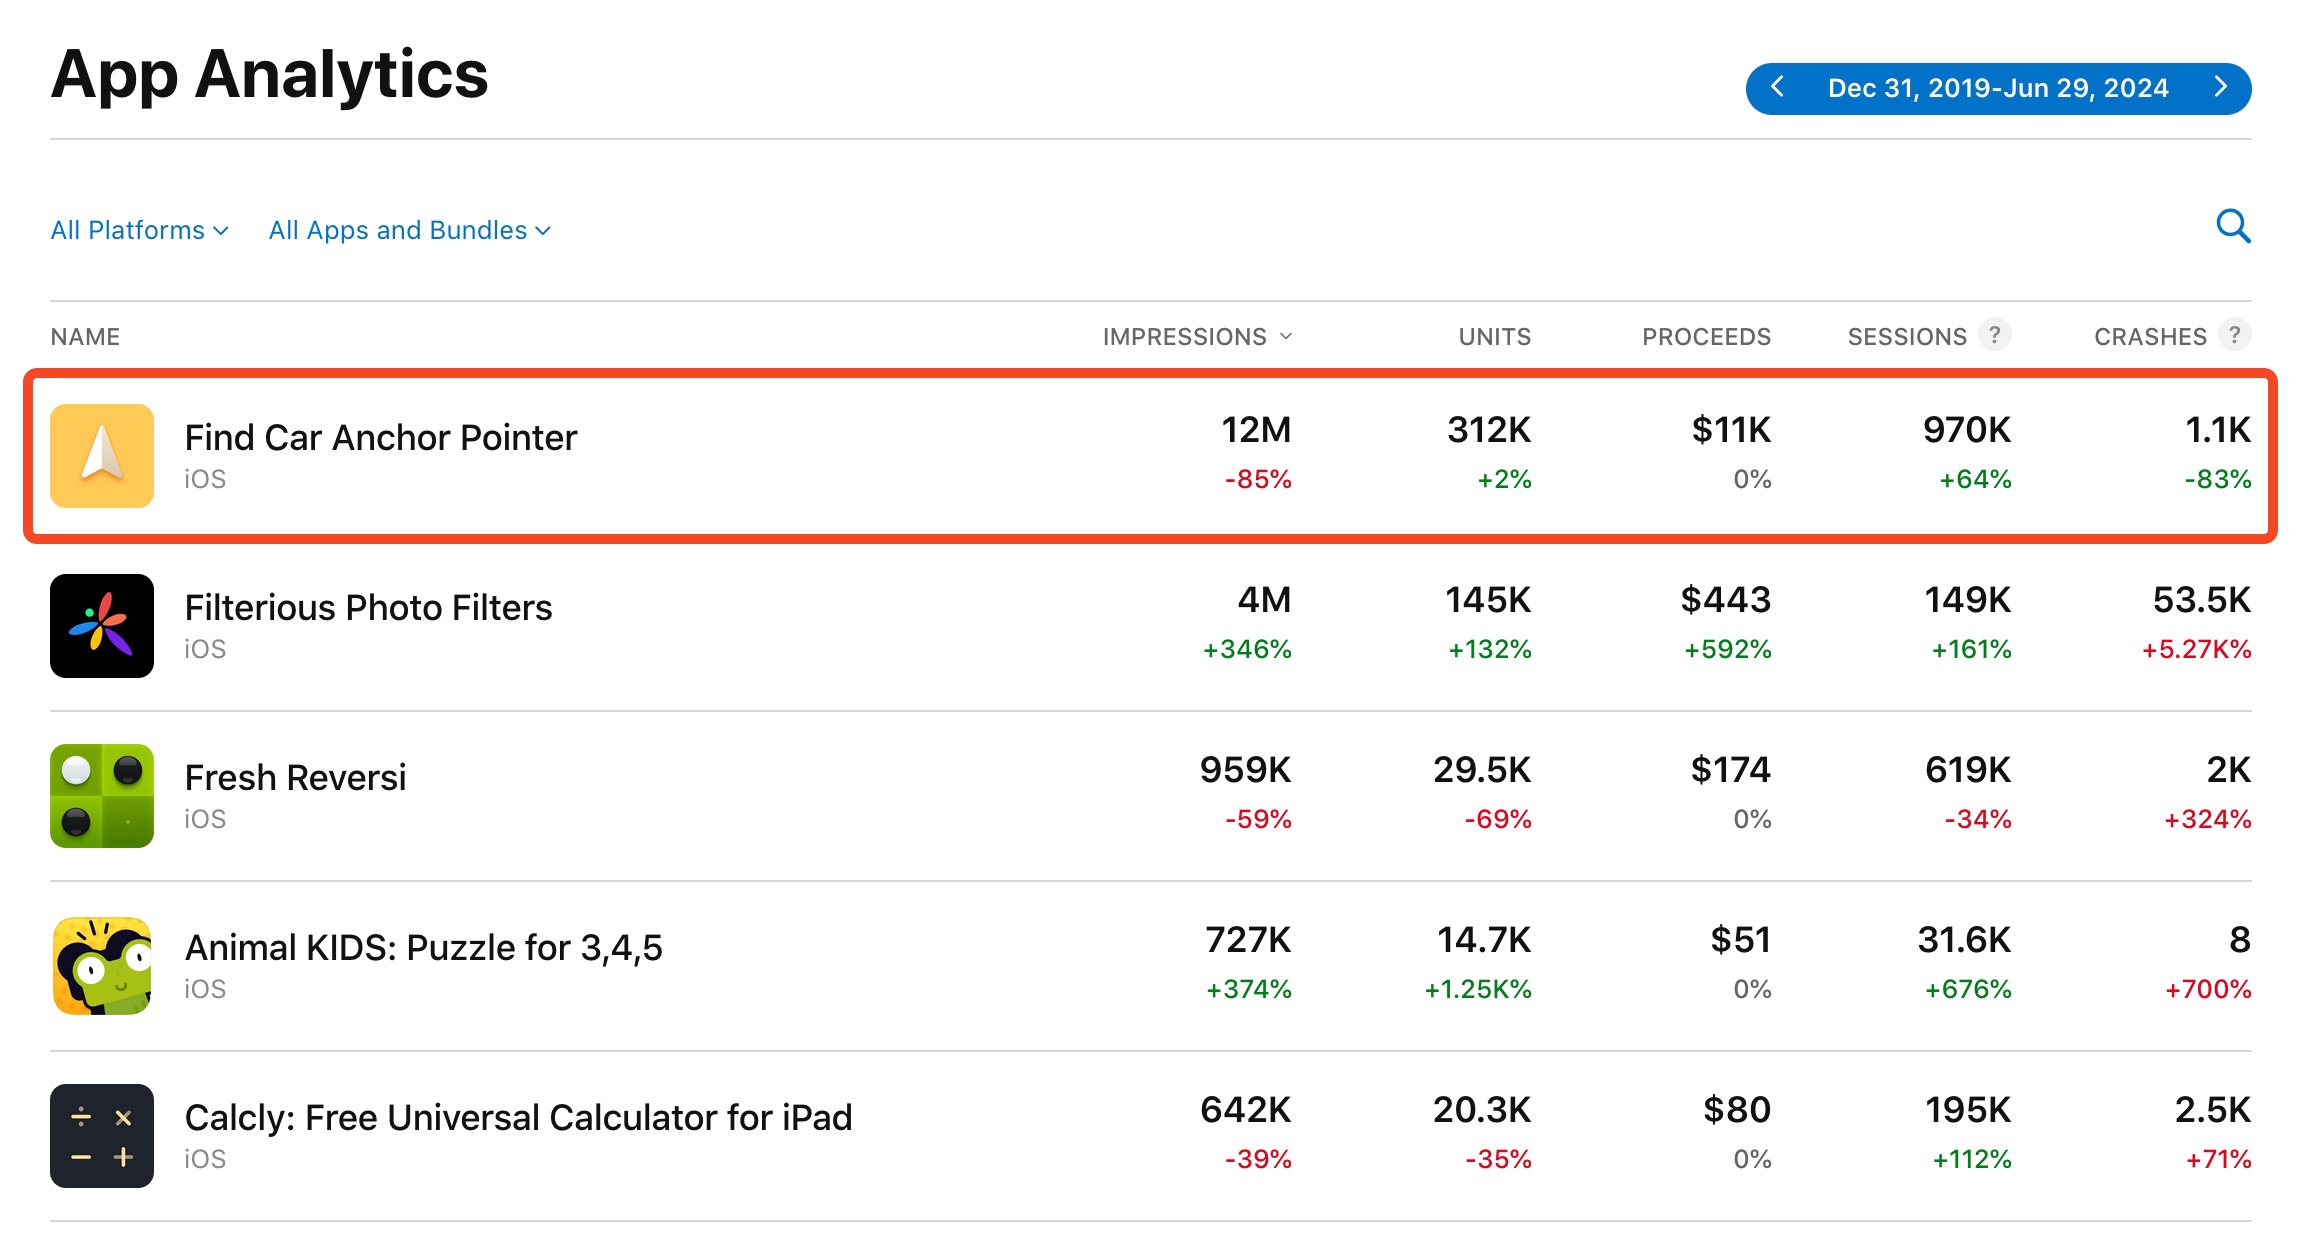 App Analytics
Dec 31, 2019-Jun 29, 2024
All Platforms All Apps and Bundles
NAME IMPRESSIONS UNITS PROCEEDS SESSIONS ? CRASHES ?
Find Car Anchor Pointer 12M 312K $11K 970K 1.1K
iOS -85% +2% 0% +64% -83%
Filterious Photo Filters 4M 145K $443 149K 53.5K
iOS +346% +132% +592% +161% +5.27K%
Fresh Reversi 959K 29.5K $174 619K 2K
iOS -59% -69% 0% -34% +324%
Animal KIDS: Puzzle for 3,4,5 727K 14.7K $51 31.6K 8
iOS +374% +1.25K% 0% +676% +700%
Calcly: Free Universal Calculator for iPad 642K 20.3K $80 195K 2.5K
iOS -39% -35% 0% +112% +71%